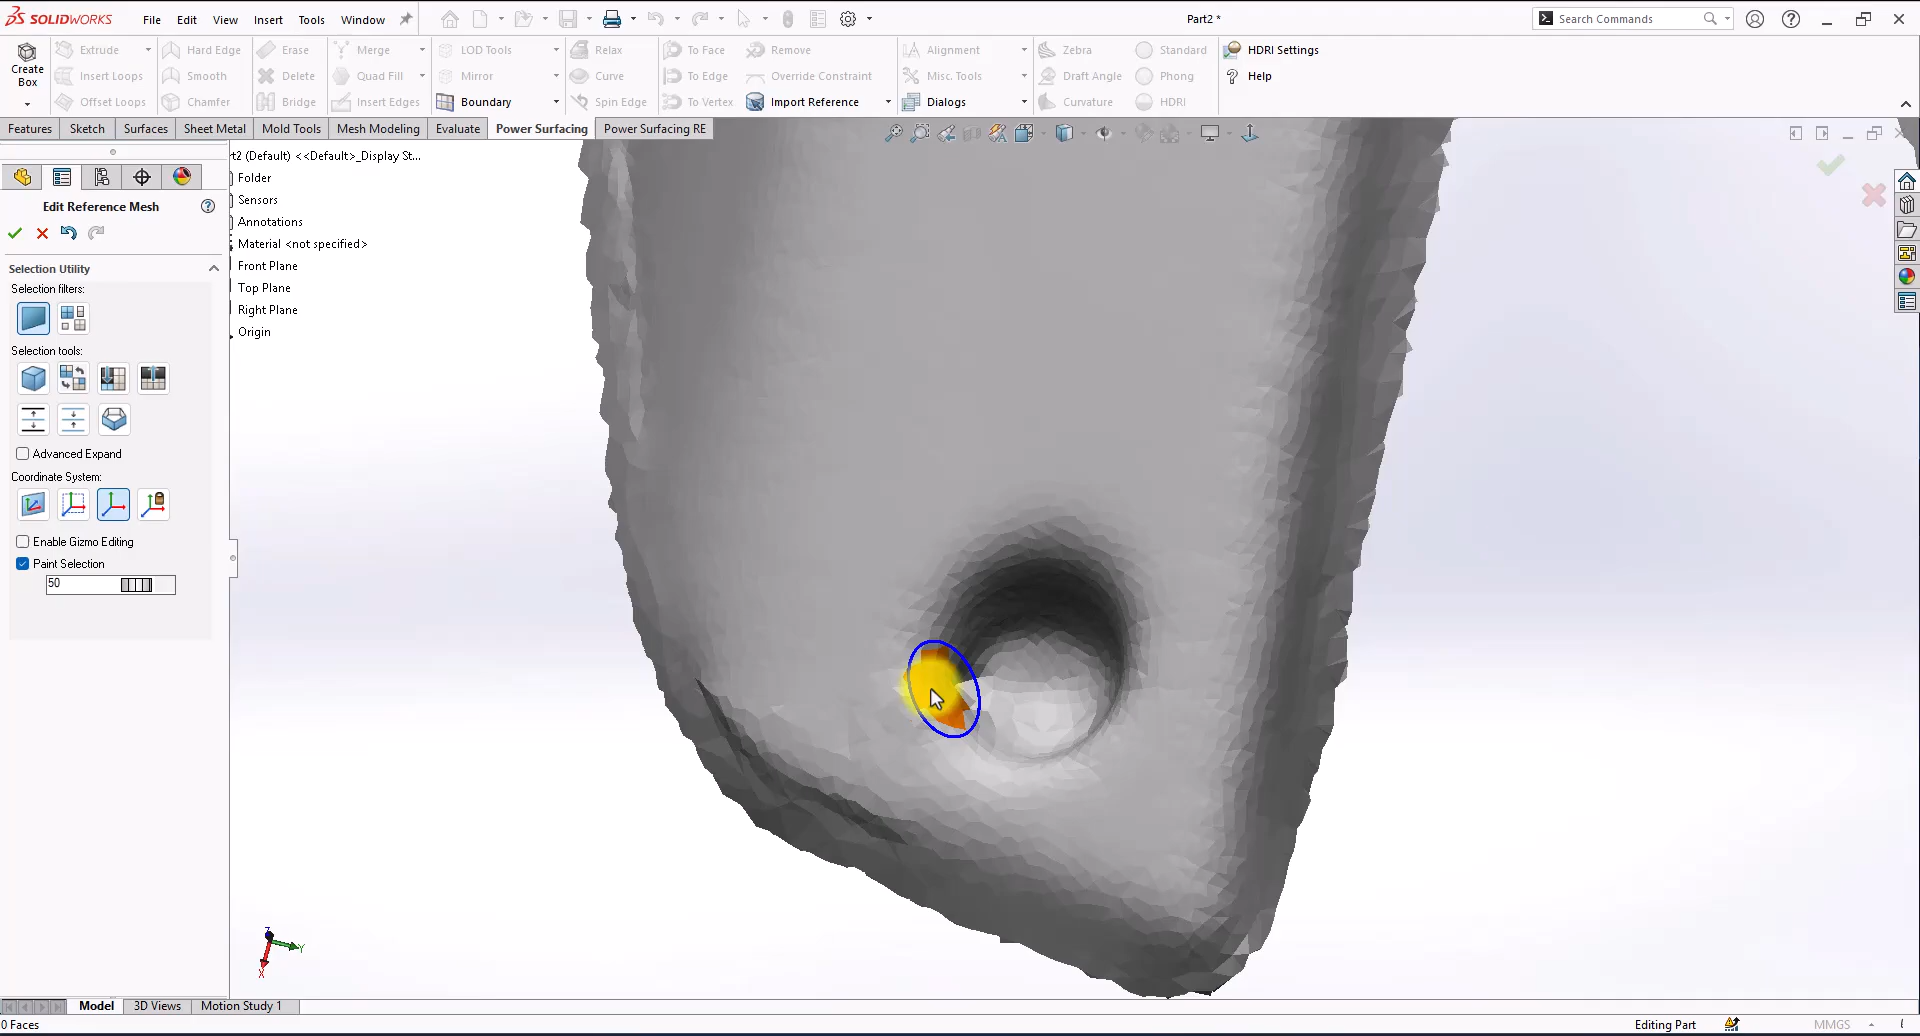 SOLIDWORKS File Edit View Insert Tools Window Part2 * Search Commands
Create Box
Extrude Hard Edge Erase Merge LOD Tools Relax To Face Remove Alignment Zebra Standard HDRI Settings
Insert Loops Smooth Delete Quad Fill Mirror Curve To Edge Override Constraint Misc. Tools Draft Angle Phong Help
Offset Loops Chamfer Bridge Insert Edges Boundary Spin Edge To Vertex Import Reference Dialogs Curvature HDRI
Features Sketch Surfaces Sheet Metal Mold Tools Mesh Modeling Evaluate Power Surfacing Power Surfacing RE
rt2 (Default) <<Default>_Display St...
Folder
Sensors
Annotations
Material <not specified>
Front Plane
Top Plane
Right Plane
Origin
Edit Reference Mesh
Selection Utility
Selection filters:
Selection tools:
Advanced Expand
Coordinate System:
Enable Gizmo Editing
Paint Selection
50
Z
Y
X
Model 3D Views Motion Study 1
0 Faces Editing Part MMGS